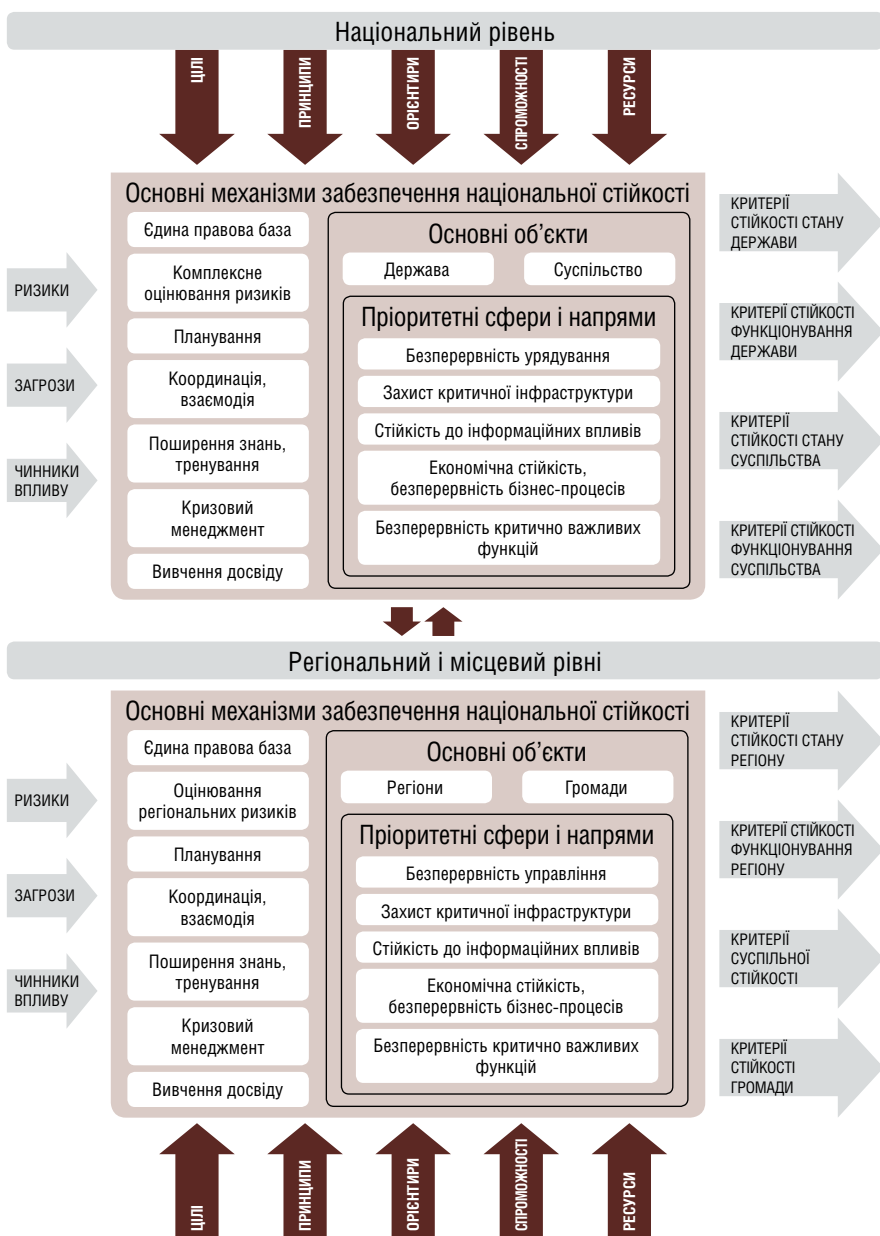 Національний рівень
ЦІЛІ
ПРИНЦИПИ
ОРІЄНТИРИ
СПРОМОЖНОСТІ
РЕСУРСИ
РИЗИКИ
ЗАГРОЗИ
ЧИННИКИ
ВПЛИВУ
Основні механізми забезпечення національної стійкості
Єдина правова база
Комплексне
оцінювання ризиків
Планування
Координація,
взаємодія
Поширення знань,
тренування
Кризовий
менеджмент
Вивчення досвіду
Основні об’єкти
Держава
Суспільство
Пріоритетні сфери і напрями
Безперервність урядування
Захист критичної інфраструктури
Стійкість до інформаційних впливів
Економічна стійкість,
безперервність бізнес-процесів
Безперервність критично важливих
функцій
КРИТЕРІЇ
СТІЙКОСТІ СТАНУ
ДЕРЖАВИ
КРИТЕРІЇ СТІЙКОСТІ
ФУНКЦІОНУВАННЯ
ДЕРЖАВИ
КРИТЕРІЇ
СТІЙКОСТІ СТАНУ
СУСПІЛЬСТВА
КРИТЕРІЇ СТІЙКОСТІ
ФУНКЦІОНУВАННЯ
СУСПІЛЬСТВА
Регіональний і місцевий рівні
РИЗИКИ
ЗАГРОЗИ
ЧИННИКИ
ВПЛИВУ
Основні механізми забезпечення національної стійкості
Єдина правова база
Оцінювання
регіональних ризиків
Планування
Координація,
взаємодія
Поширення знань,
тренування
Кризовий
менеджмент
Вивчення досвіду
Основні об’єкти
Регіони
Громади
Пріоритетні сфери і напрями
Безперервність управління
Захист критичної інфраструктури
Стійкість до інформаційних впливів
Економічна стійкість,
безперервність бізнес-процесів
Безперервність критично важливих
функцій
КРИТЕРІЇ
СТІЙКОСТІ СТАНУ
РЕГІОНУ
КРИТЕРІЇ СТІЙКОСТІ
ФУНКЦІОНУВАННЯ
РЕГІОНУ
КРИТЕРІЇ
СУСПІЛЬНОЇ
СТІЙКОСТІ
КРИТЕРІЇ
СТІЙКОСТІ
ГРОМАДИ
ЦІЛІ
ПРИНЦИПИ
ОРІЄНТИРИ
СПРОМОЖНОСТІ
РЕСУРСИ